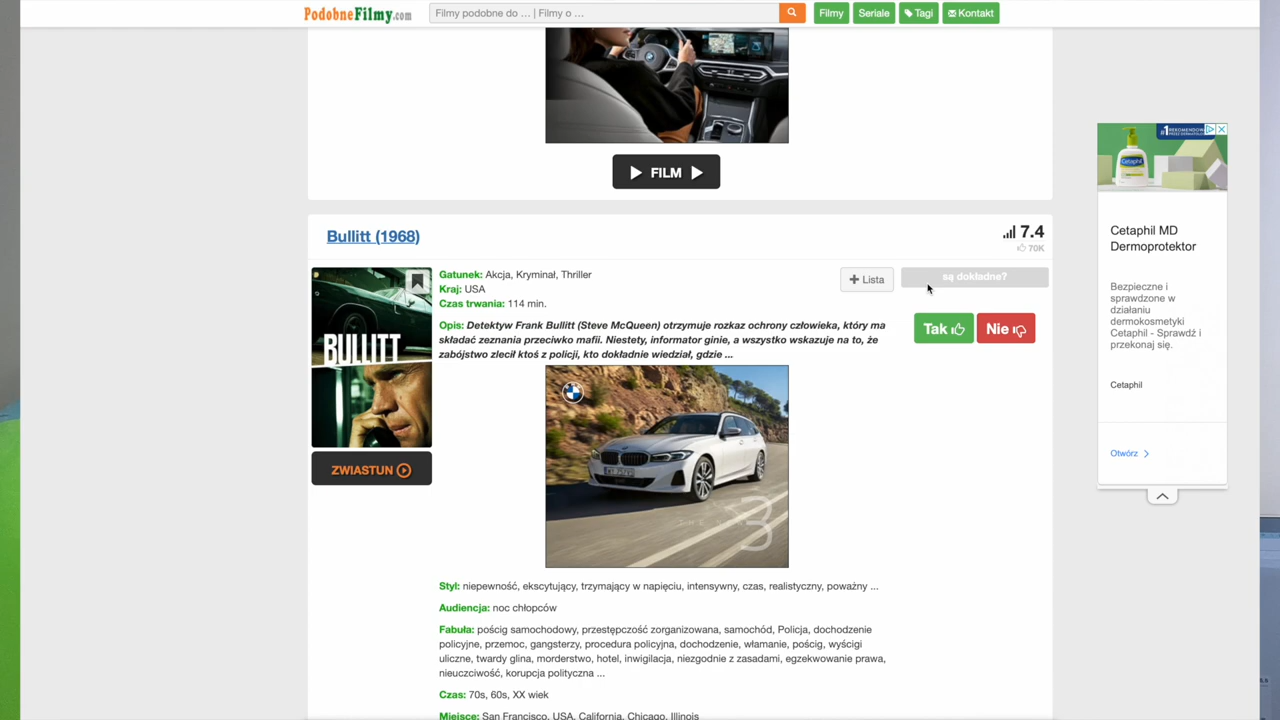 PodobneFilmy.com
Filmy podobne do ... | Filmy o ...
Filmy
Seriale
Tagi
Kontakt
FILM
Bullitt (1968)
7.4
70K
BULLITT
ZWIASTUN
Gatunek: Akcja, Kryminał, Thriller
Kraj: USA
Czas trwania: 114 min.
Opis: Detektyw Frank Bullitt (Steve McQueen) otrzymuje rozkaz ochrony człowieka, który ma
składać zeznania przeciwko mafii. Niestety, informator ginie, a wszystko wskazuje na to, że
zabójstwo zlecił ktoś z policji, kto dokładnie wiedział, gdzie ...
+ Lista
są dokładne?
Tak
Nie
3
Styl: niepewność, ekscytujący, trzymający w napięciu, intensywny, czas, realistyczny, poważny ...
Audiencja: noc chłopców
Fabuła: pościg samochodowy, przestępczość zorganizowana, samochód, Policja, dochodzenie
policyjne, przemoc, gangsterzy, procedura policyjna, dochodzenie, włamanie, pościg, wyścigi
uliczne, twardy glina, morderstwo, hotel, inwigilacja, niezgodnie z zasadami, egzekwowanie prawa,
nieuczciwość, korupcja polityczna ...
Czas: 70s, 60s, XX wiek
Miejsce: San Francisco, USA, California, Chicago, Illinois
Cetaphil
Cetaphil MD
Dermoprotektor
Bezpieczne i
sprawdzone w
działaniu
dermokosmetyki
Cetaphil - Sprawdź i
przekonaj się.
Cetaphil
Otwórz